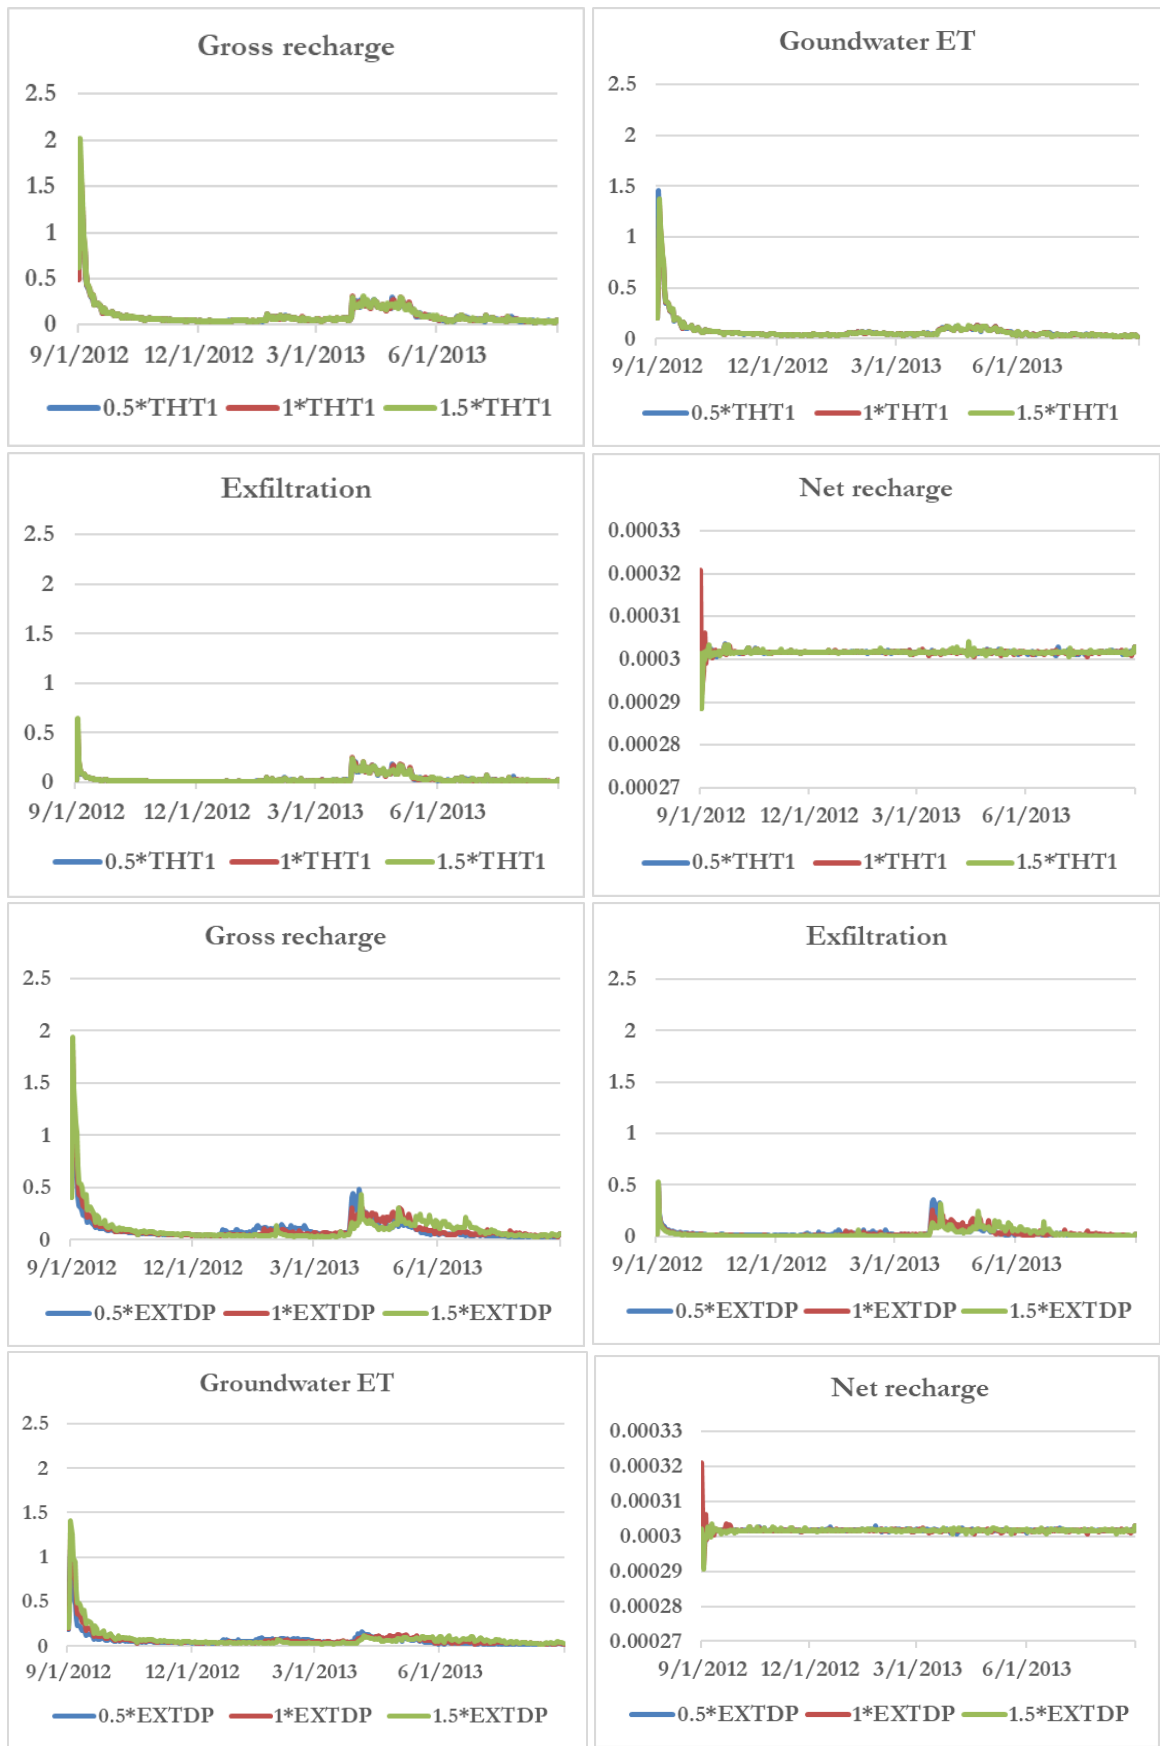 Gross recharge
2.5
2
1.5
1
0.5
0
9/1/2012 12/1/2012 3/1/2013 6/1/2013
0.5*THT1 1*THT1 1.5*THT1
Goundwater ET
2.5
2
1.5
1
0.5
0
9/1/2012 12/1/2012 3/1/2013 6/1/2013
0.5*THT1 1*THT1 1.5*THT1
Exfiltration
2.5
2
1.5
1
0.5
0
9/1/2012 12/1/2012 3/1/2013 6/1/2013
0.5*THT1 1*THT1 1.5*THT1
Net recharge
0.00033
0.00032
0.00031
0.0003
0.00029
0.00028
0.00027
9/1/2012 12/1/2012 3/1/2013 6/1/2013
0.5*THT1 1*THT1 1.5*THT1
Gross recharge
2.5
2
1.5
1
0.5
0
9/1/2012 12/1/2012 3/1/2013 6/1/2013
0.5*EXTDP 1*EXTDP 1.5*EXTDP
Exfiltration
2.5
2
1.5
1
0.5
0
9/1/2012 12/1/2012 3/1/2013 6/1/2013
0.5*EXTDP 1*EXTDP 1.5*EXTDP
Groundwater ET
2.5
2
1.5
1
0.5
0
9/1/2012 12/1/2012 3/1/2013 6/1/2013
0.5*EXTDP 1*EXTDP 1.5*EXTDP
Net recharge
0.00033
0.00032
0.00031
0.0003
0.00029
0.00028
0.00027
9/1/2012 12/1/2012 3/1/2013 6/1/2013
0.5*EXTDP 1*EXTDP 1.5*EXTDP